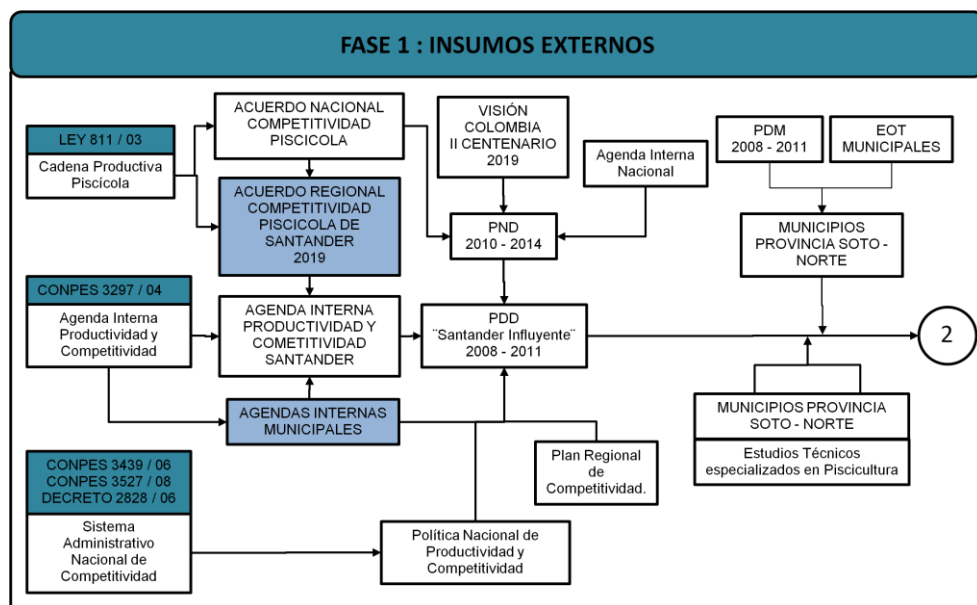 FASE 1 : INSUMOS EXTERNOS
LEY 811 / 03
Cadena Productiva
Piscícola
ACUERDO NACIONAL
COMPETITIVIDAD
PISCICOLA
VISIÓN
COLOMBIA
II CENTENARIO
2019
Agenda Interna
Nacional
PDM
2008 - 2011
EOT
MUNICIPALES
ACUERDO REGIONAL
COMPETITIVIDAD
PISCICOLA DE
SANTANDER
2019
PND
2010 - 2014
MUNICIPIOS
PROVINCIA SOTO -
NORTE
CONPES 3297 / 04
Agenda Interna
Productividad y
Competitividad
AGENDA INTERNA
PRODUCTIVIDAD Y
COMETITIVIDAD
SANTANDER
PDD
¨Santander Influyente¨
2008 - 2011
2
AGENDAS INTERNAS
MUNICIPALES
MUNICIPIOS PROVINCIA
SOTO - NORTE
Estudios Técnicos
especializados en Piscicultura
Plan Regional
de
Competitividad.
CONPES 3439 / 06
CONPES 3527 / 08
DECRETO 2828 / 06
Sistema
Administrativo
Nacional de
Competitividad
Política Nacional de
Productividad y
Competitividad